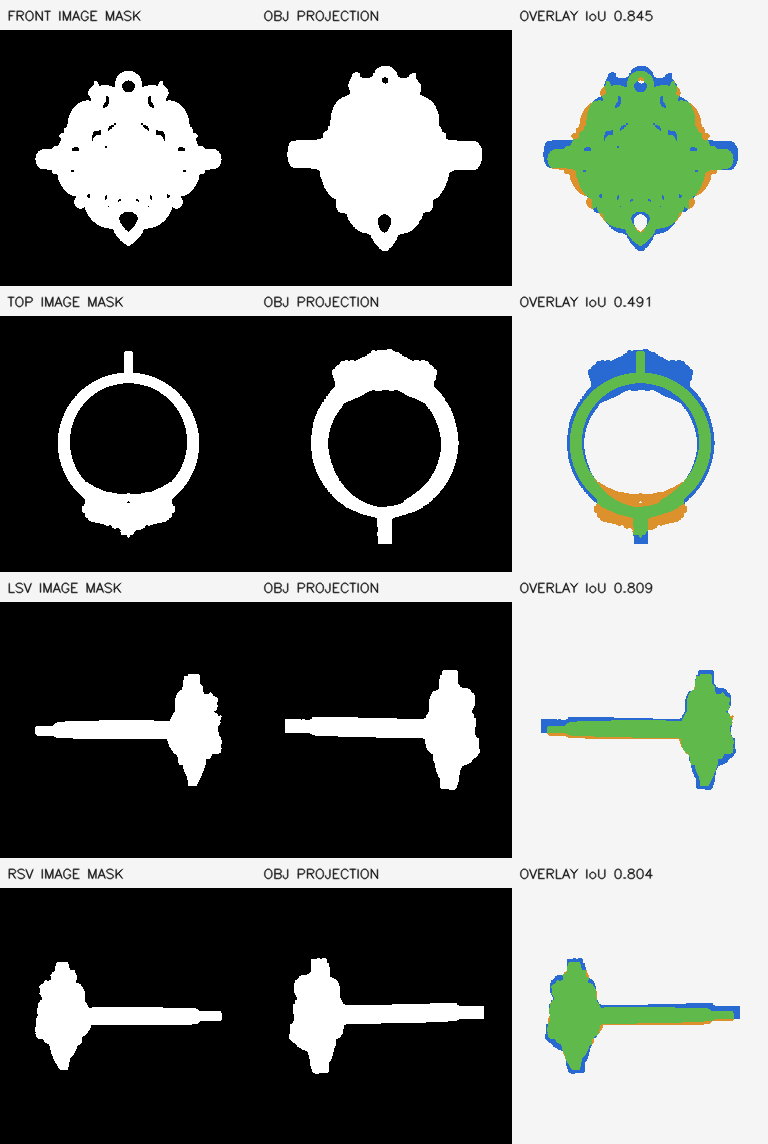 FRONT IMAGE MASK OBJ PROJECTION OVERLAY IoU 0.845
TOP IMAGE MASK OBJ PROJECTION OVERLAY IoU 0.491
LSV IMAGE MASK OBJ PROJECTION OVERLAY IoU 0.809
RSV IMAGE MASK OBJ PROJECTION OVERLAY IoU 0.804